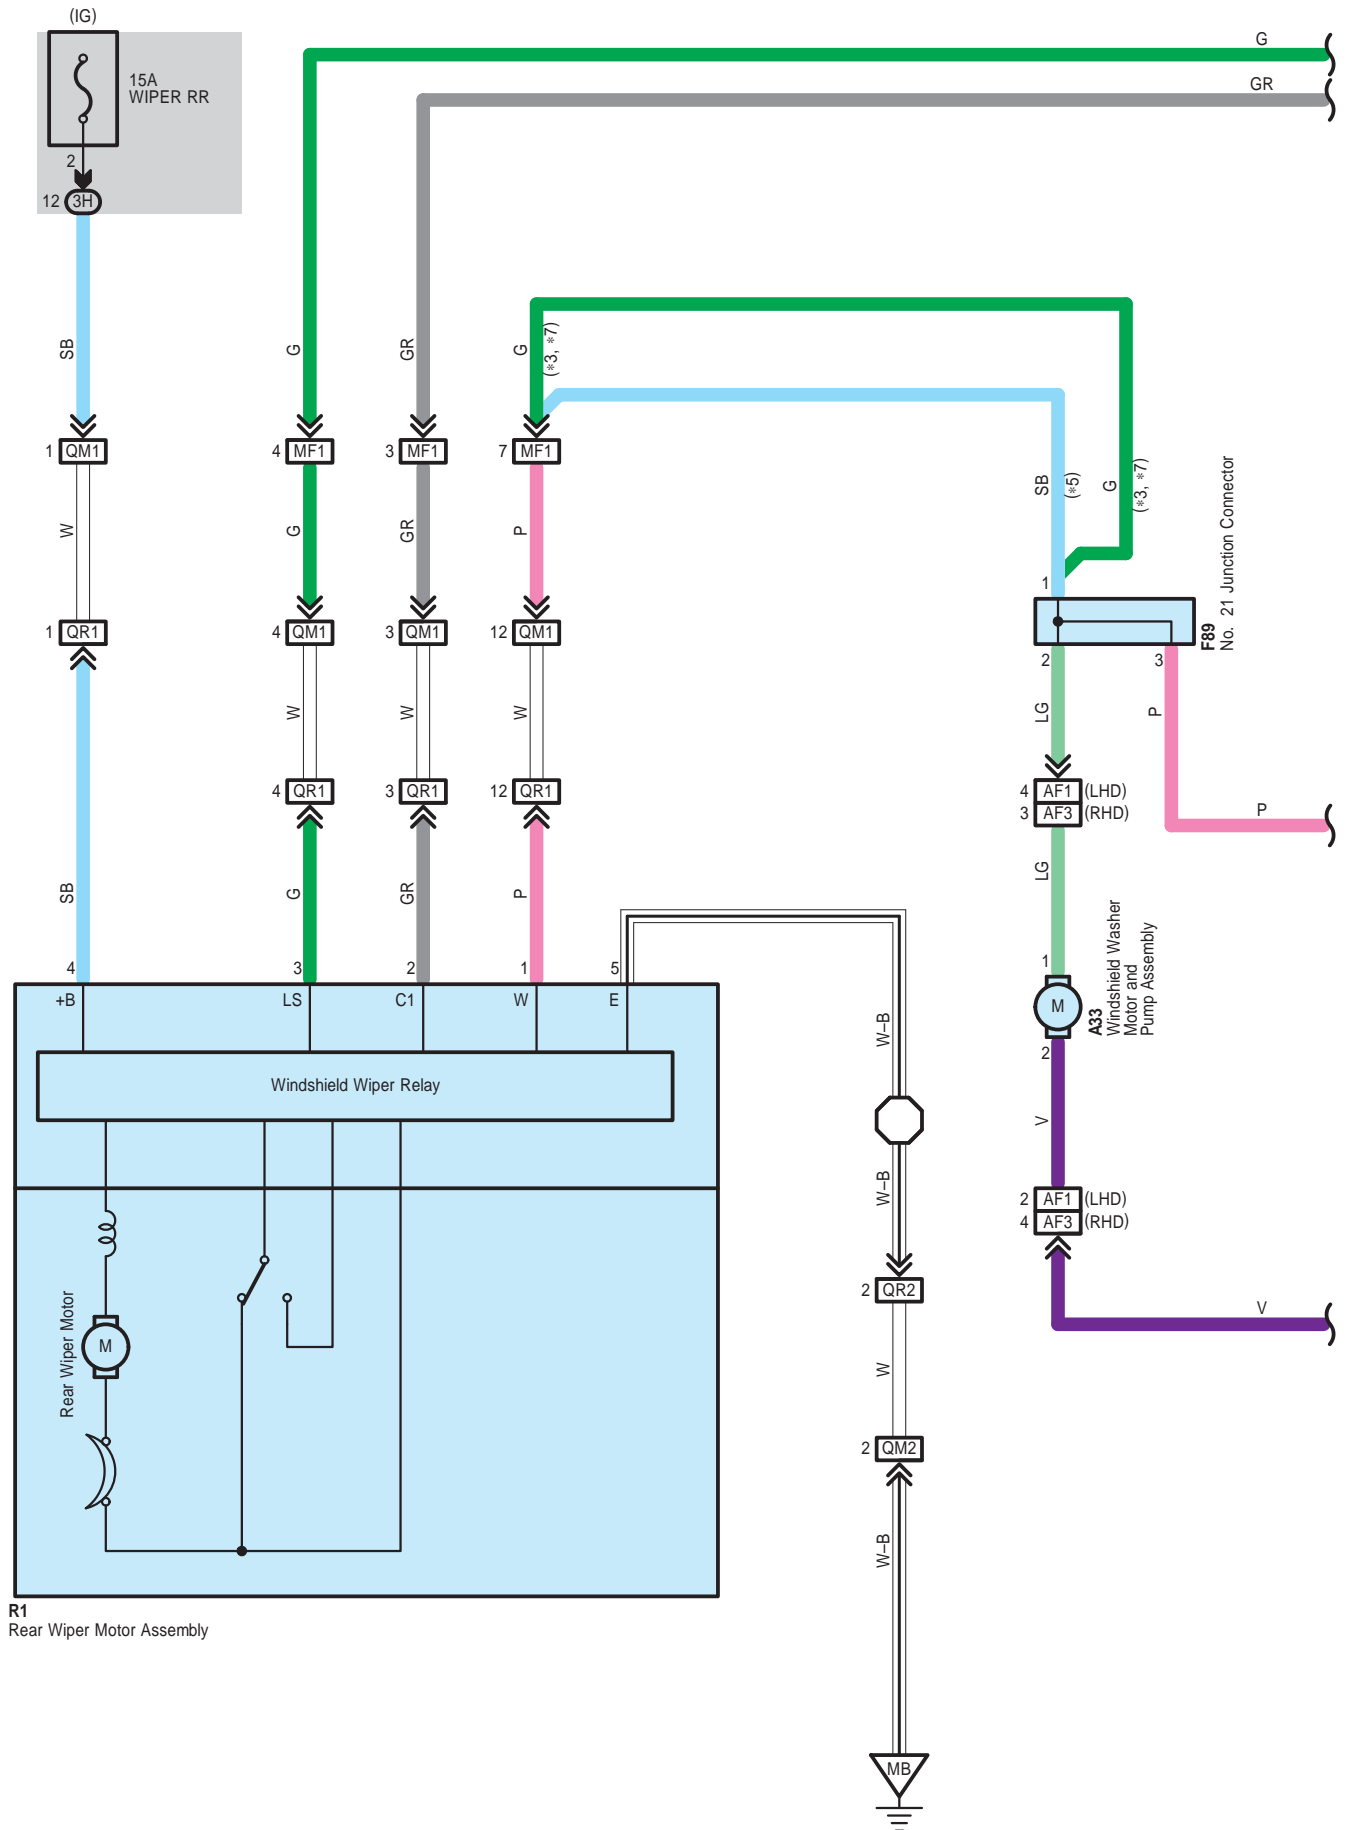 (IG)
15A
WIPER RR
2
12 3H
G
GR
SB
G
GR
G
(*3, *7)
1 QM1
4 MF1
3 MF1
7 MF1
SB
(*5)
G
(*3, *7)
W
G
GR
P
1
F89
No. 21 Junction Connector
1 QR1
4 QM1
3 QM1
12 QM1
2
3
W
W
W
LG
P
4 QR1
3 QR1
12 QR1
4 AF1 (LHD)
3 AF3 (RHD)
P
SB
G
GR
P
LG
4
3
2
1
5
1
+B
LS
C1
W
E
M
A33
Windshield Washer
Motor and
Pump Assembly
2
W–B
Windshield Wiper Relay
V
W–B
2 AF1 (LHD)
4 AF3 (RHD)
2 QR2
V
Rear Wiper Motor
M
W
2 QM2
W–B
R1
Rear Wiper Motor Assembly
MB